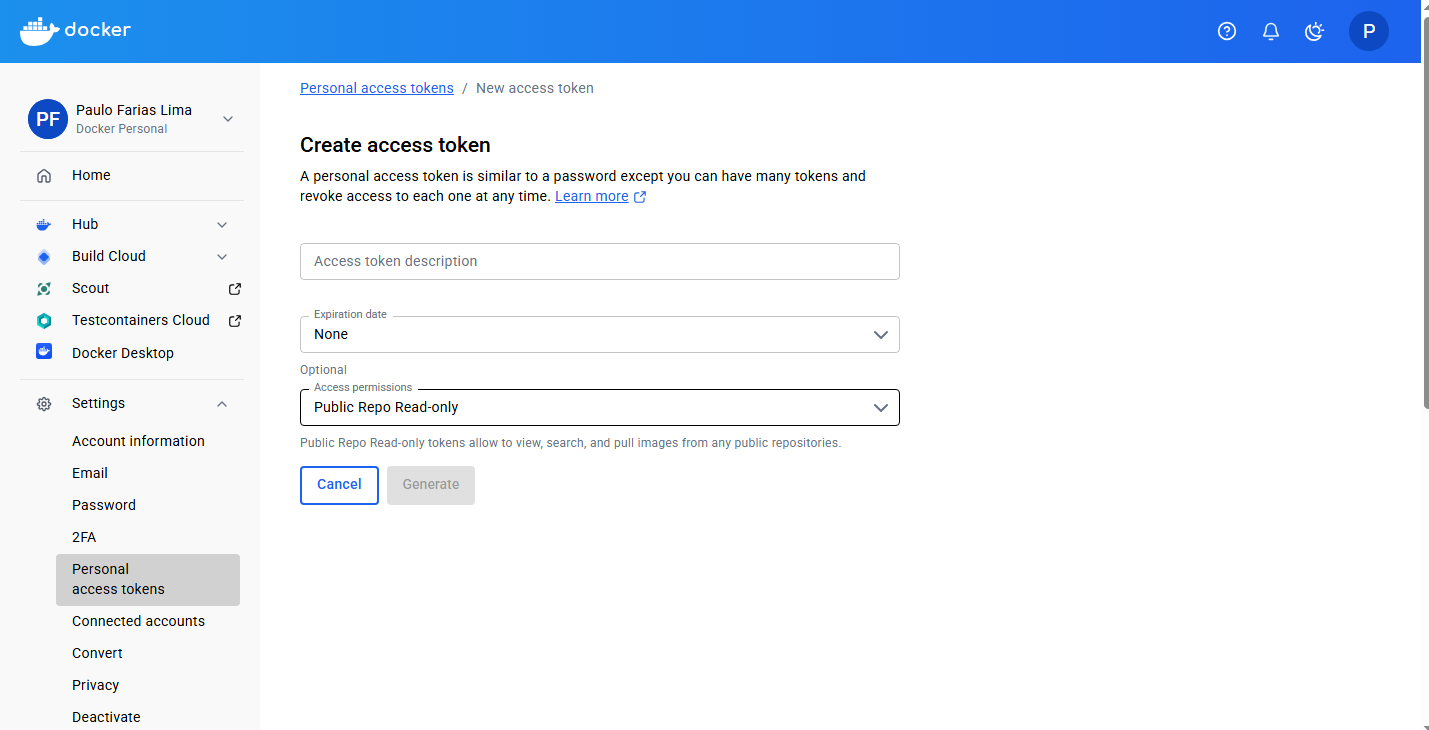 docker
P
PF
Paulo Farias Lima
Docker Personal
Home
Hub
Build Cloud
Scout
Testcontainers Cloud
Docker Desktop
Settings
Account information
Email
Password
2FA
Personal
access tokens
Connected accounts
Convert
Privacy
Deactivate
Personal access tokens / New access token
Create access token
A personal access token is similar to a password except you can have many tokens and
revoke access to each one at any time. Learn more
Access token description
Expiration date
None
Optional
Access permissions
Public Repo Read-only
Public Repo Read-only tokens allow to view, search, and pull images from any public repositories.
Cancel
Generate